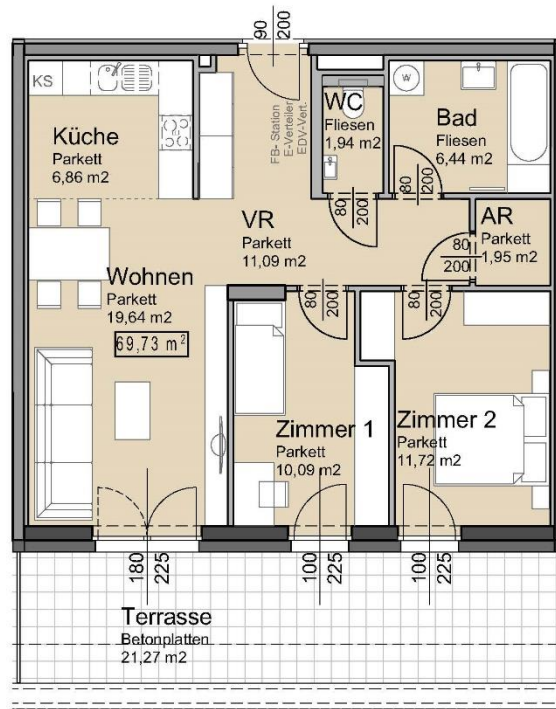 90
200
KS
Küche
Parkett
6,86 m2
FB- Station
E-Verteiler
EDV-Vert.
WC
Fliesen
1,94 m2
W
Bad
Fliesen
6,44 m2
80
200
80
200
VR
Parkett
11,09 m2
AR
Parkett
1,95 m2
80
200
Wohnen
Parkett
19,64 m2
69,73 m²
80
200
80
200
Zimmer 1
Parkett
10,09 m2
Zimmer 2
Parkett
11,72 m2
180
225
100
225
100
225
Terrasse
Betonplatten
21,27 m2